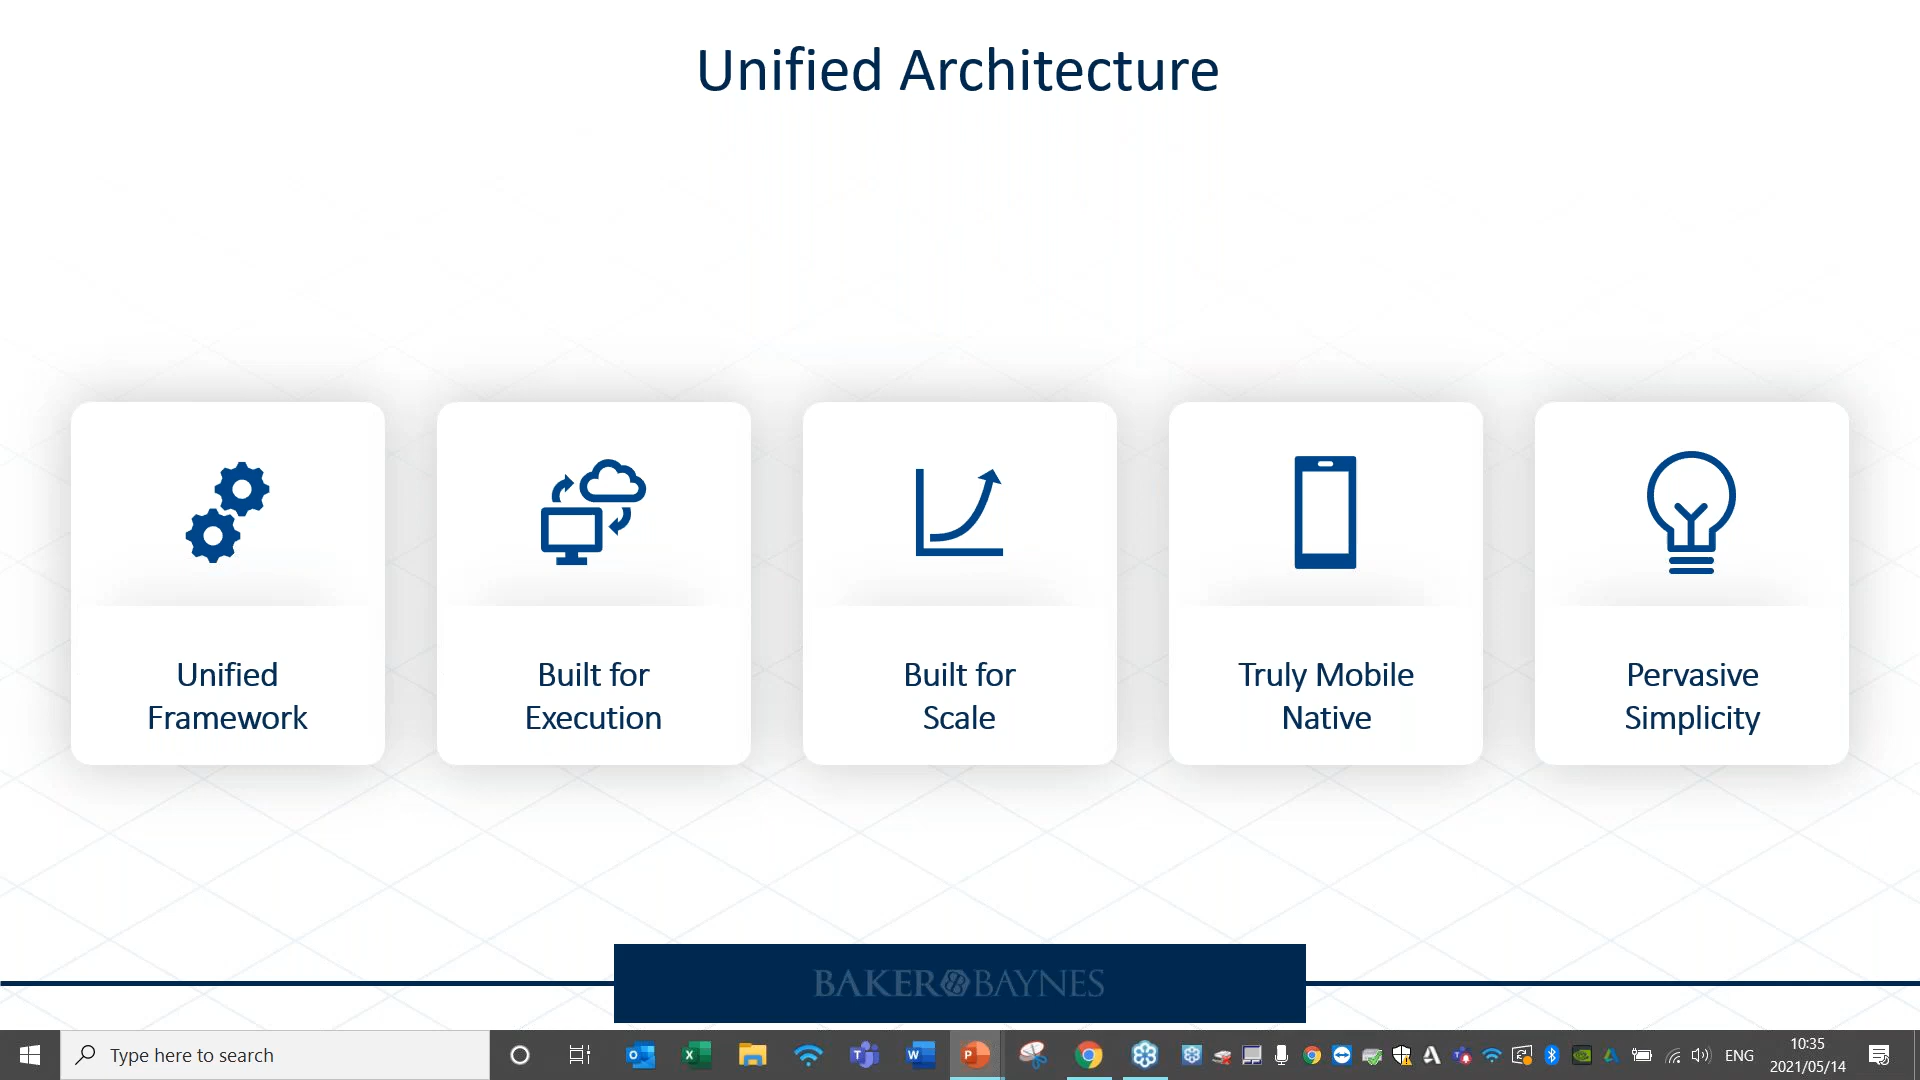 Unified Architecture
Unified
Framework
Built for
Execution
Built for
Scale
Truly Mobile
Native
Pervasive
Simplicity
BAKER BAYNES
Type here to search
ENG
10:35
2021/05/14